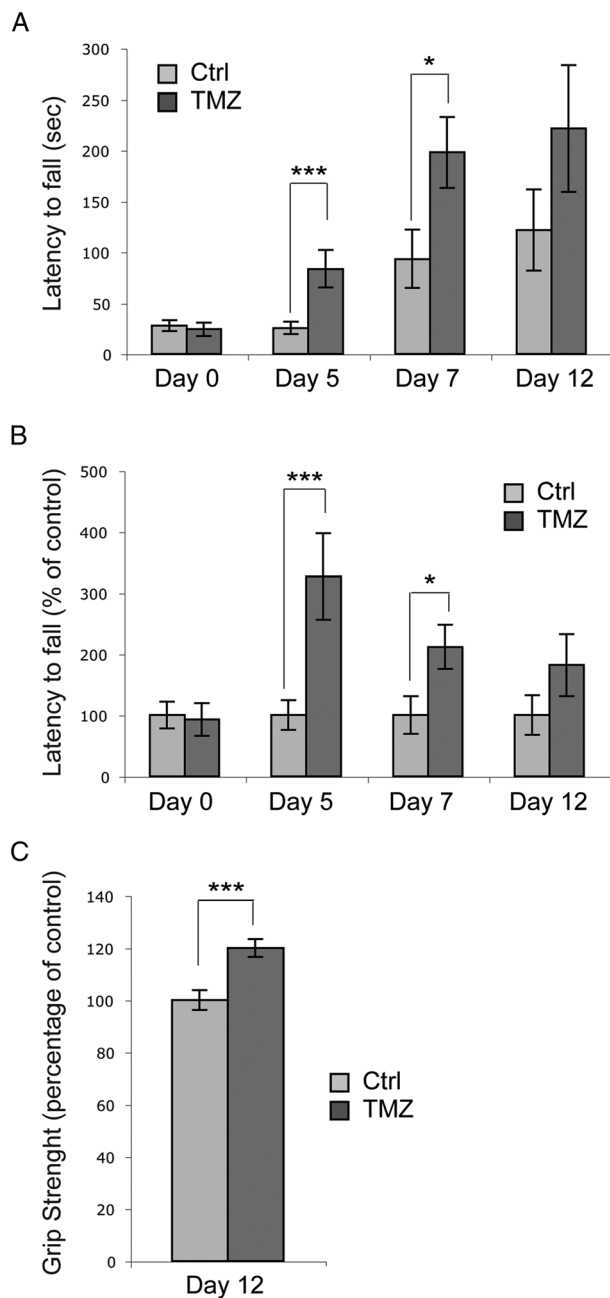 A
Latency to fall (sec)
300
250
200
150
100
50
0
Ctrl
TMZ
***
*
Day 0 Day 5 Day 7 Day 12
B
Latency to fall (% of control)
500
400
300
200
100
0
***
*
Ctrl
TMZ
Day 0 Day 5 Day 7 Day 12
C
Grip Strenght (percentage of control)
140
120
100
80
60
40
20
0
***
Ctrl
TMZ
Day 12